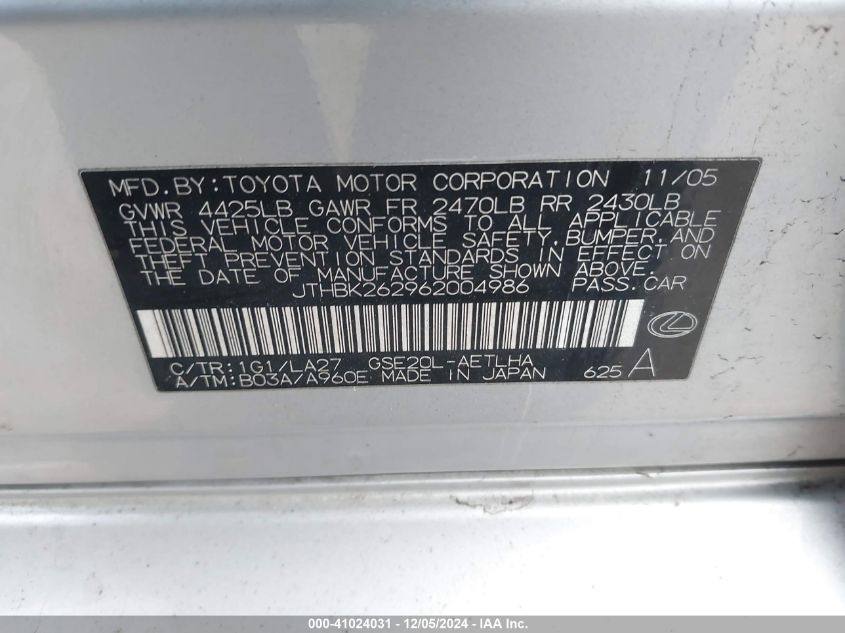 MFD. BY: TOYOTA MOTOR CORPORATION 11/05
GVWR 4425LB GAWR FR 2470LB RR 2430LB
THIS VEHICLE CONFORMS TO ALL APPLICABLE
FEDERAL MOTOR VEHICLE SAFETY, BUMPER, AND
THEFT PREVENTION STANDARDS IN EFFECT ON
THE DATE OF MANUFACTURE SHOWN ABOVE.
JTHBK262962004986 PASS. CAR
C/TR: 1G1/LA27 GSE20L-AETLHA
A/TM: B03A/A960E MADE IN JAPAN 625 A
000-41024031 - 12/05/2024 - IAA Inc.